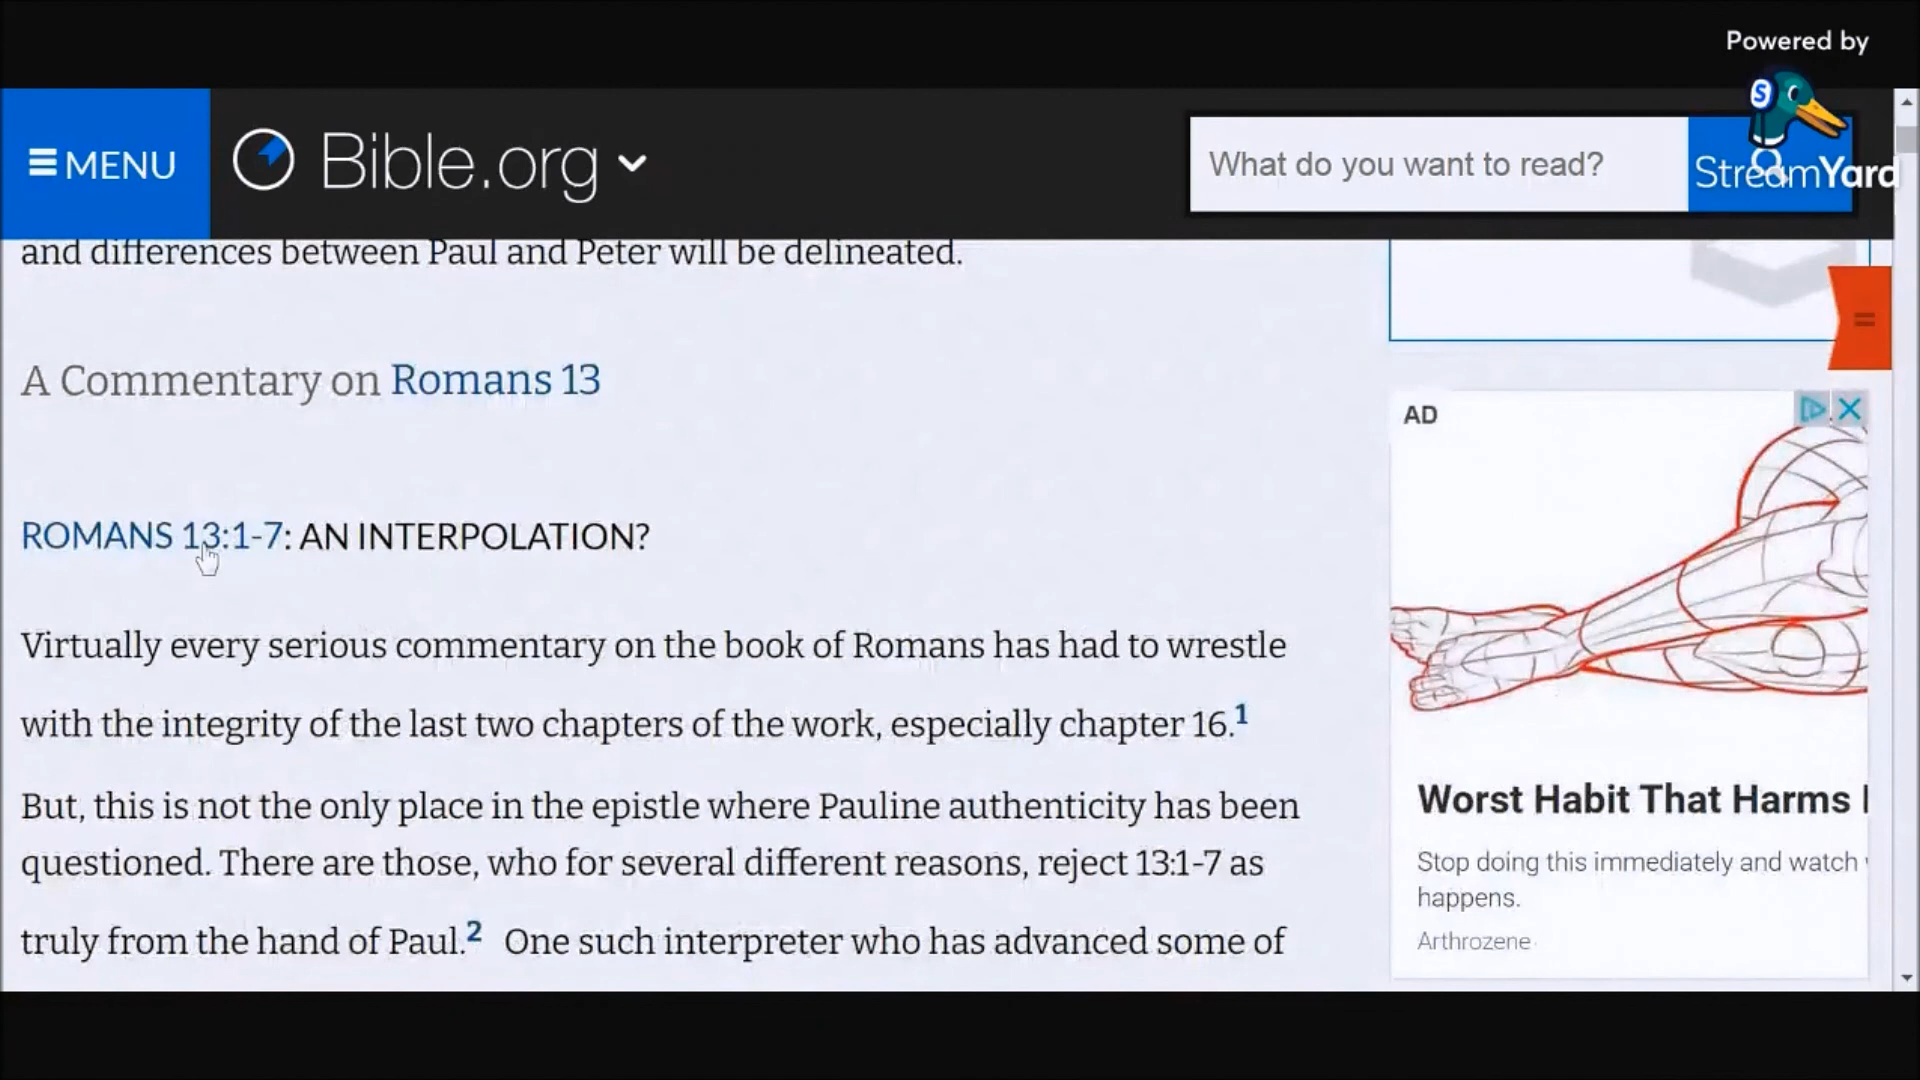 Powered by
StreamYard
MENU
Bible.org
What do you want to read?
and differences between Paul and Peter will be delineated.
A Commentary on Romans 13
ROMANS 13:1-7: AN INTERPOLATION?
Virtually every serious commentary on the book of Romans has had to wrestle
with the integrity of the last two chapters of the work, especially chapter 16.1
But, this is not the only place in the epistle where Pauline authenticity has been
questioned. There are those, who for several different reasons, reject 13:1-7 as
truly from the hand of Paul.2 One such interpreter who has advanced some of
AD
Worst Habit That Harms
Stop doing this immediately and watch
happens.
Arthrozene